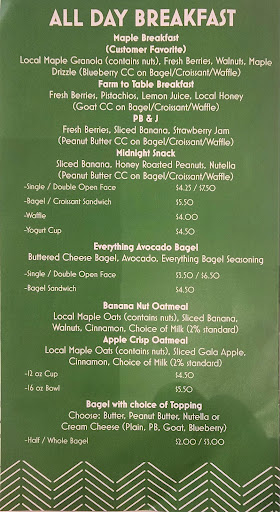 ALL DAY BREAKFAST
Maple Breakfast
(Customer Favorite)
Local Maple Granola (contains nuts), Fresh Berries, Walnuts, Maple
Drizzle (Blueberry CC on Bagel/Croissant/Waffle)
Farm to Table Breakfast
Fresh Berries, Pistachios, Lemon Juice, Local Honey
(Goat CC on Bagel/Croissant/Waffle)
PB & J
Fresh Berries, Sliced Banana, Strawberry Jam
(Peanut Butter CC on Bagel/Croissant/Waffle)
Midnight Snack
Sliced Banana, Honey Roasted Peanuts, Nutella
(Peanut Butter CC on Bagel/Croissant/Waffle)
-Single / Double Open Face $4.25 / $7.50
-Bagel / Croissant Sandwich $5.50
-Waffle $4.00
-Yogurt Cup $4.50
Everything Avocado Bagel
Buttered Cheese Bagel, Avocado, Everything Bagel Seasoning
-Single / Double Open Face $3.50 / $6.50
-Bagel Sandwich $4.50
Banana Nut Oatmeal
Local Maple Oats (contains nuts), Sliced Banana,
Walnuts, Cinnamon, Choice of Milk (2% standard)
Apple Crisp Oatmeal
Local Maple Oats (contains nuts), Sliced Gala Apple,
Cinnamon, Choice of Milk (2% standard)
-12 oz Cup $4.50
-16 oz Bowl $5.50
Bagel with choice of Topping
Choose: Butter, Peanut Butter, Nutella or
Cream Cheese (Plain, PB, Goat, Blueberry)
-Half / Whole Bagel $2.00 / $3.00